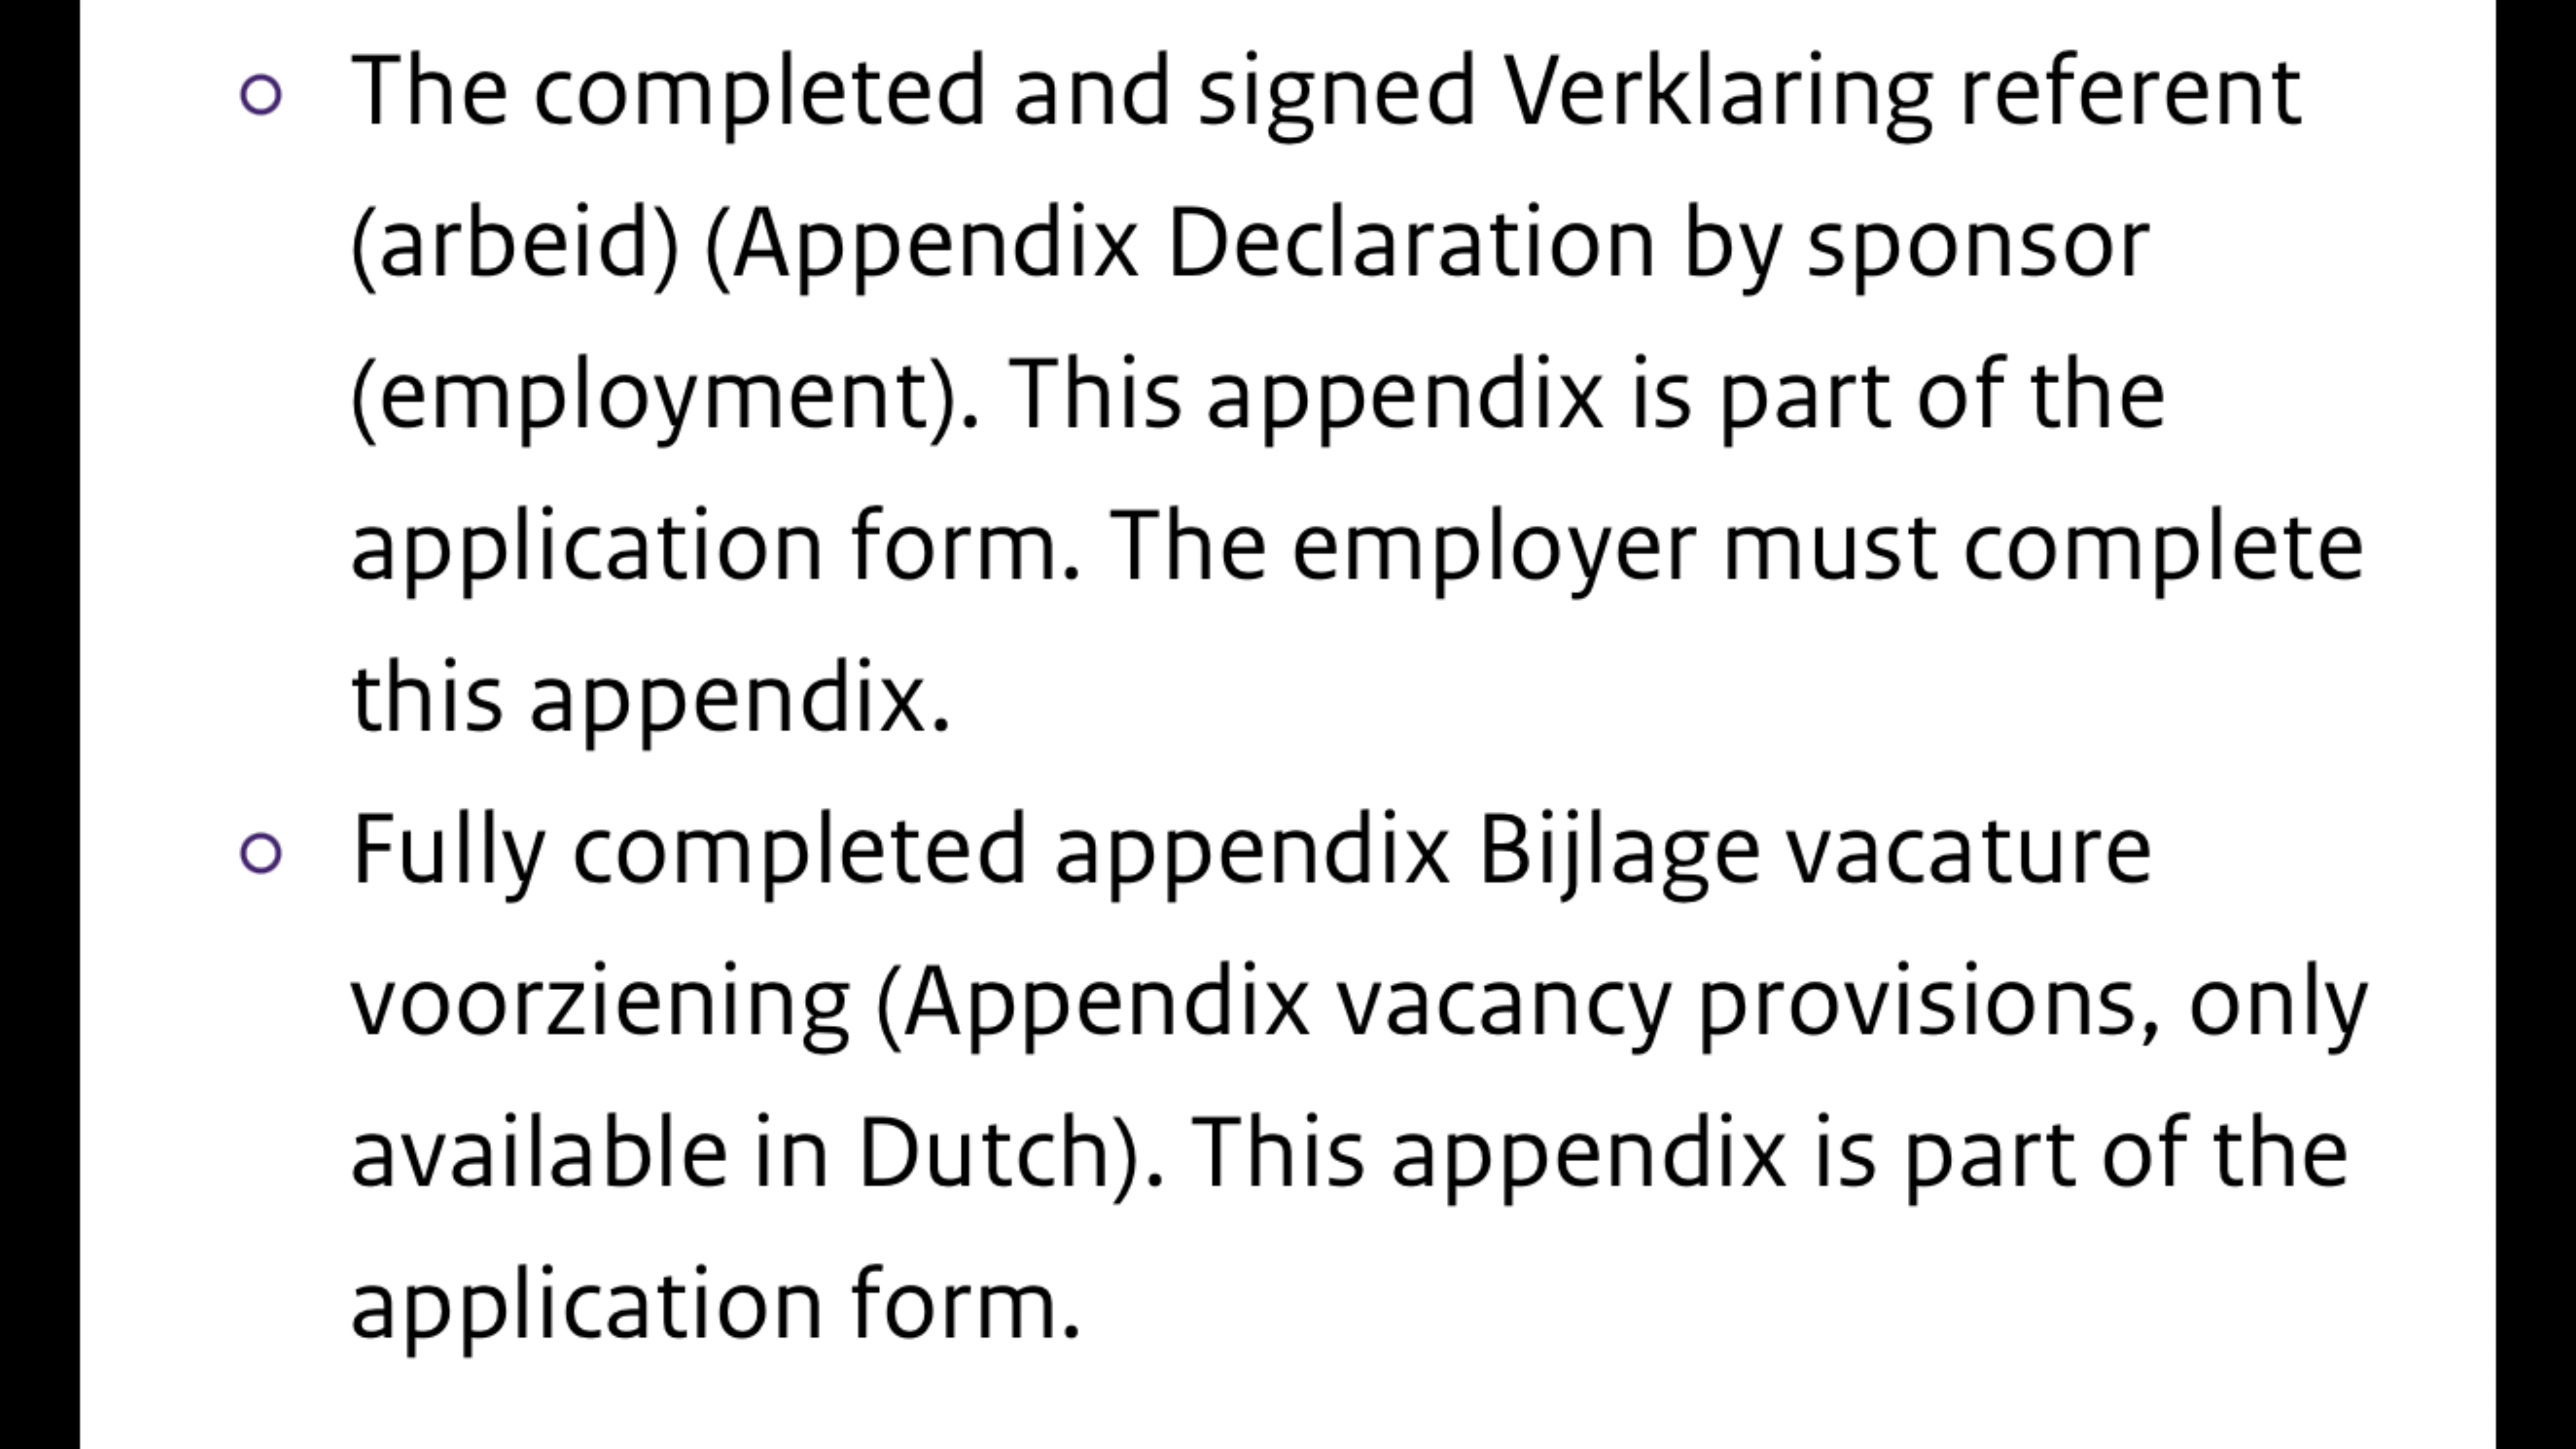 The completed and signed Verklaring referent
(arbeid) (Appendix Declaration by sponsor
(employment). This appendix is part of the
application form. The employer must complete
this appendix.
Fully completed appendix Bijlage vacature
voorziening (Appendix vacancy provisions, only
available in Dutch). This appendix is part of the
application form.